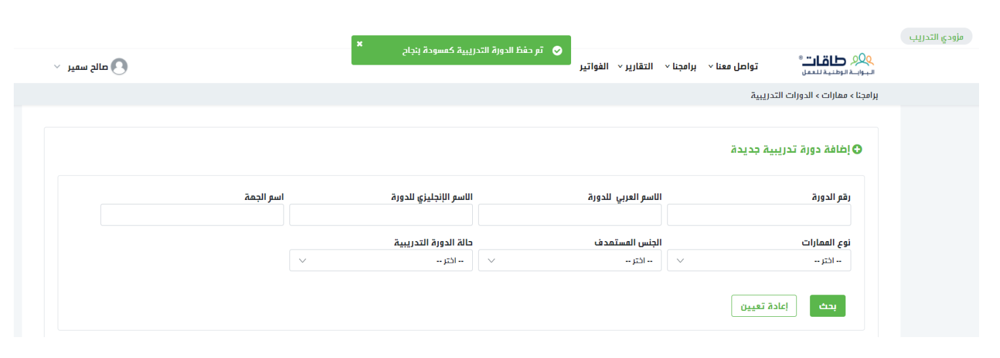 مزودي التدريب
تم حفظ الدورة التدريبية كمسودة بنجاح
طاقات ®
البوابة الوطنية للعمل
تواصل معنا
برامجنا
التقارير
الفواتير
صالح سمير
برامجنا > مهارات > الدورات التدريبية
إضافة دورة تدريبية جديدة
رقم الدورة
الاسم العربي للدورة
الاسم الإنجليزي للدورة
اسم الجهة
نوع المهارات
الجنس المستهدف
حالة الدورة التدريبية
-- اختر --
-- اختر --
-- اختر --
بحث
إعادة تعيين